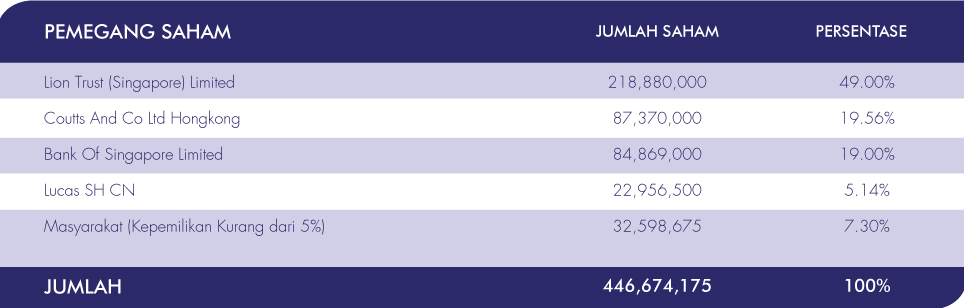 PEMEGANG SAHAM JUMLAH SAHAM PERSENTASE
Lion Trust (Singapore) Limited 218,880,000 49.00%
Coutts And Co Ltd Hongkong 87,370,000 19.56%
Bank Of Singapore Limited 84,869,000 19.00%
Lucas SH CN 22,956,500 5.14%
Masyarakat (Kepemilikan Kurang dari 5%) 32,598,675 7.30%
JUMLAH 446,674,175 100%